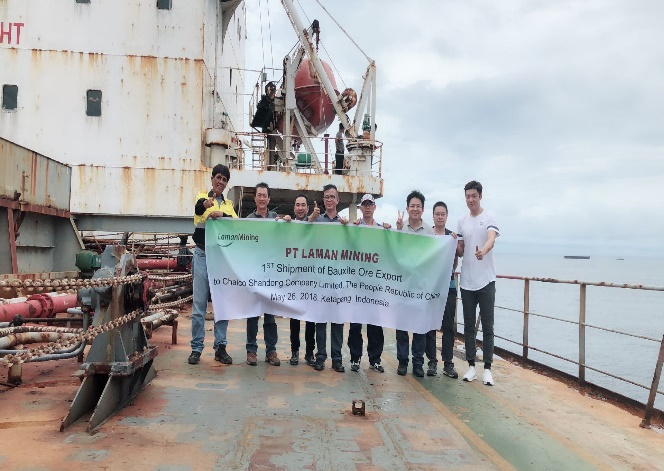 HT
LamanMining
PT LAMAN MINING
1ST Shipment of Bauxite Ore Export
to Chalco Shandong Company Limited, The People Republic of China
May 26, 2018, Ketapang, Indonesia